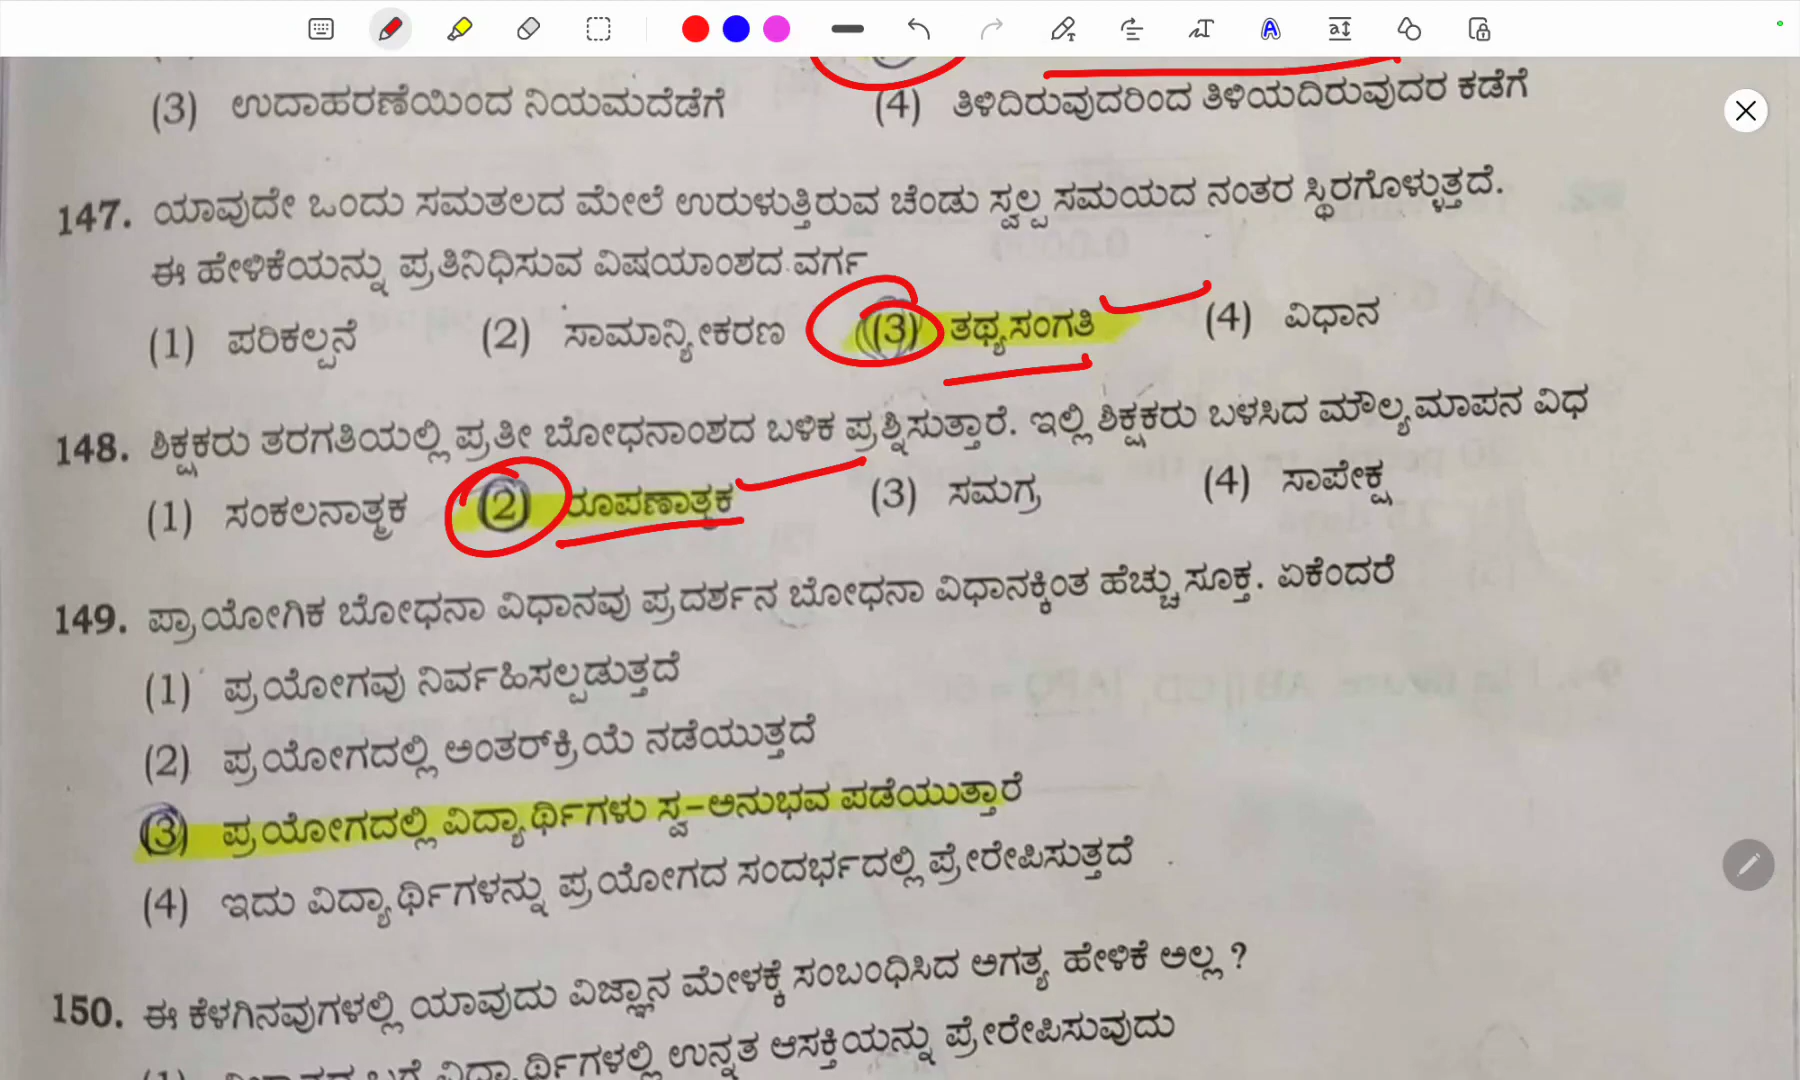 (3) ಉದಾಹರಣೆಯಿಂದ ನಿಯಮದೆಡೆಗೆ (4) ತಿಳಿದಿರುವುದರಿಂದ ತಿಳಿಯದಿರುವುದರ ಕಡೆಗೆ
147. ಯಾವುದೇ ಒಂದು ಸಮತಲದ ಮೇಲೆ ಉರುಳುತ್ತಿರುವ ಚೆಂಡು ಸ್ವಲ್ಪ ಸಮಯದ ನಂತರ ಸ್ಥಿರಗೊಳ್ಳುತ್ತದೆ.
ಈ ಹೇಳಿಕೆಯನ್ನು ಪ್ರತಿನಿಧಿಸುವ ವಿಷಯಾಂಶದ ವರ್ಗ
(1) ಪರಿಕಲ್ಪನೆ (2) ಸಾಮಾನ್ಯೀಕರಣ (3) ತಥ್ಯಸಂಗತಿ (4) ವಿಧಾನ
148. ಶಿಕ್ಷಕರು ತರಗತಿಯಲ್ಲಿ ಪ್ರತೀ ಬೋಧನಾಂಶದ ಬಳಿಕ ಪ್ರಶ್ನಿಸುತ್ತಾರೆ. ಇಲ್ಲಿ ಶಿಕ್ಷಕರು ಬಳಸಿದ ಮೌಲ್ಯಮಾಪನ ವಿಧ
(1) ಸಂಕಲನಾತ್ಮಕ (2) ರೂಪಣಾತ್ಮಕ (3) ಸಮಗ್ರ (4) ಸಾಪೇಕ್ಷ
149. ಪ್ರಾಯೋಗಿಕ ಬೋಧನಾ ವಿಧಾನವು ಪ್ರದರ್ಶನ ಬೋಧನಾ ವಿಧಾನಕ್ಕಿಂತ ಹೆಚ್ಚು ಸೂಕ್ತ. ಏಕೆಂದರೆ
(1) ಪ್ರಯೋಗವು ನಿರ್ವಹಿಸಲ್ಪಡುತ್ತದೆ
(2) ಪ್ರಯೋಗದಲ್ಲಿ ಅಂತರ್‌ಕ್ರಿಯೆ ನಡೆಯುತ್ತದೆ
(3) ಪ್ರಯೋಗದಲ್ಲಿ ವಿದ್ಯಾರ್ಥಿಗಳು ಸ್ವ-ಅನುಭವ ಪಡೆಯುತ್ತಾರೆ
(4) ಇದು ವಿದ್ಯಾರ್ಥಿಗಳನ್ನು ಪ್ರಯೋಗದ ಸಂದರ್ಭದಲ್ಲಿ ಪ್ರೇರೇಪಿಸುತ್ತದೆ
150. ಈ ಕೆಳಗಿನವುಗಳಲ್ಲಿ ಯಾವುದು ವಿಜ್ಞಾನ ಮೇಳಕ್ಕೆ ಸಂಬಂಧಿಸಿದ ಅಗತ್ಯ ಹೇಳಿಕೆ ಅಲ್ಲ ?
ವಿದ್ಯಾರ್ಥಿಗಳಲ್ಲಿ ಉನ್ನತ ಆಸಕ್ತಿಯನ್ನು ಪ್ರೇರೇಪಿಸುವುದು